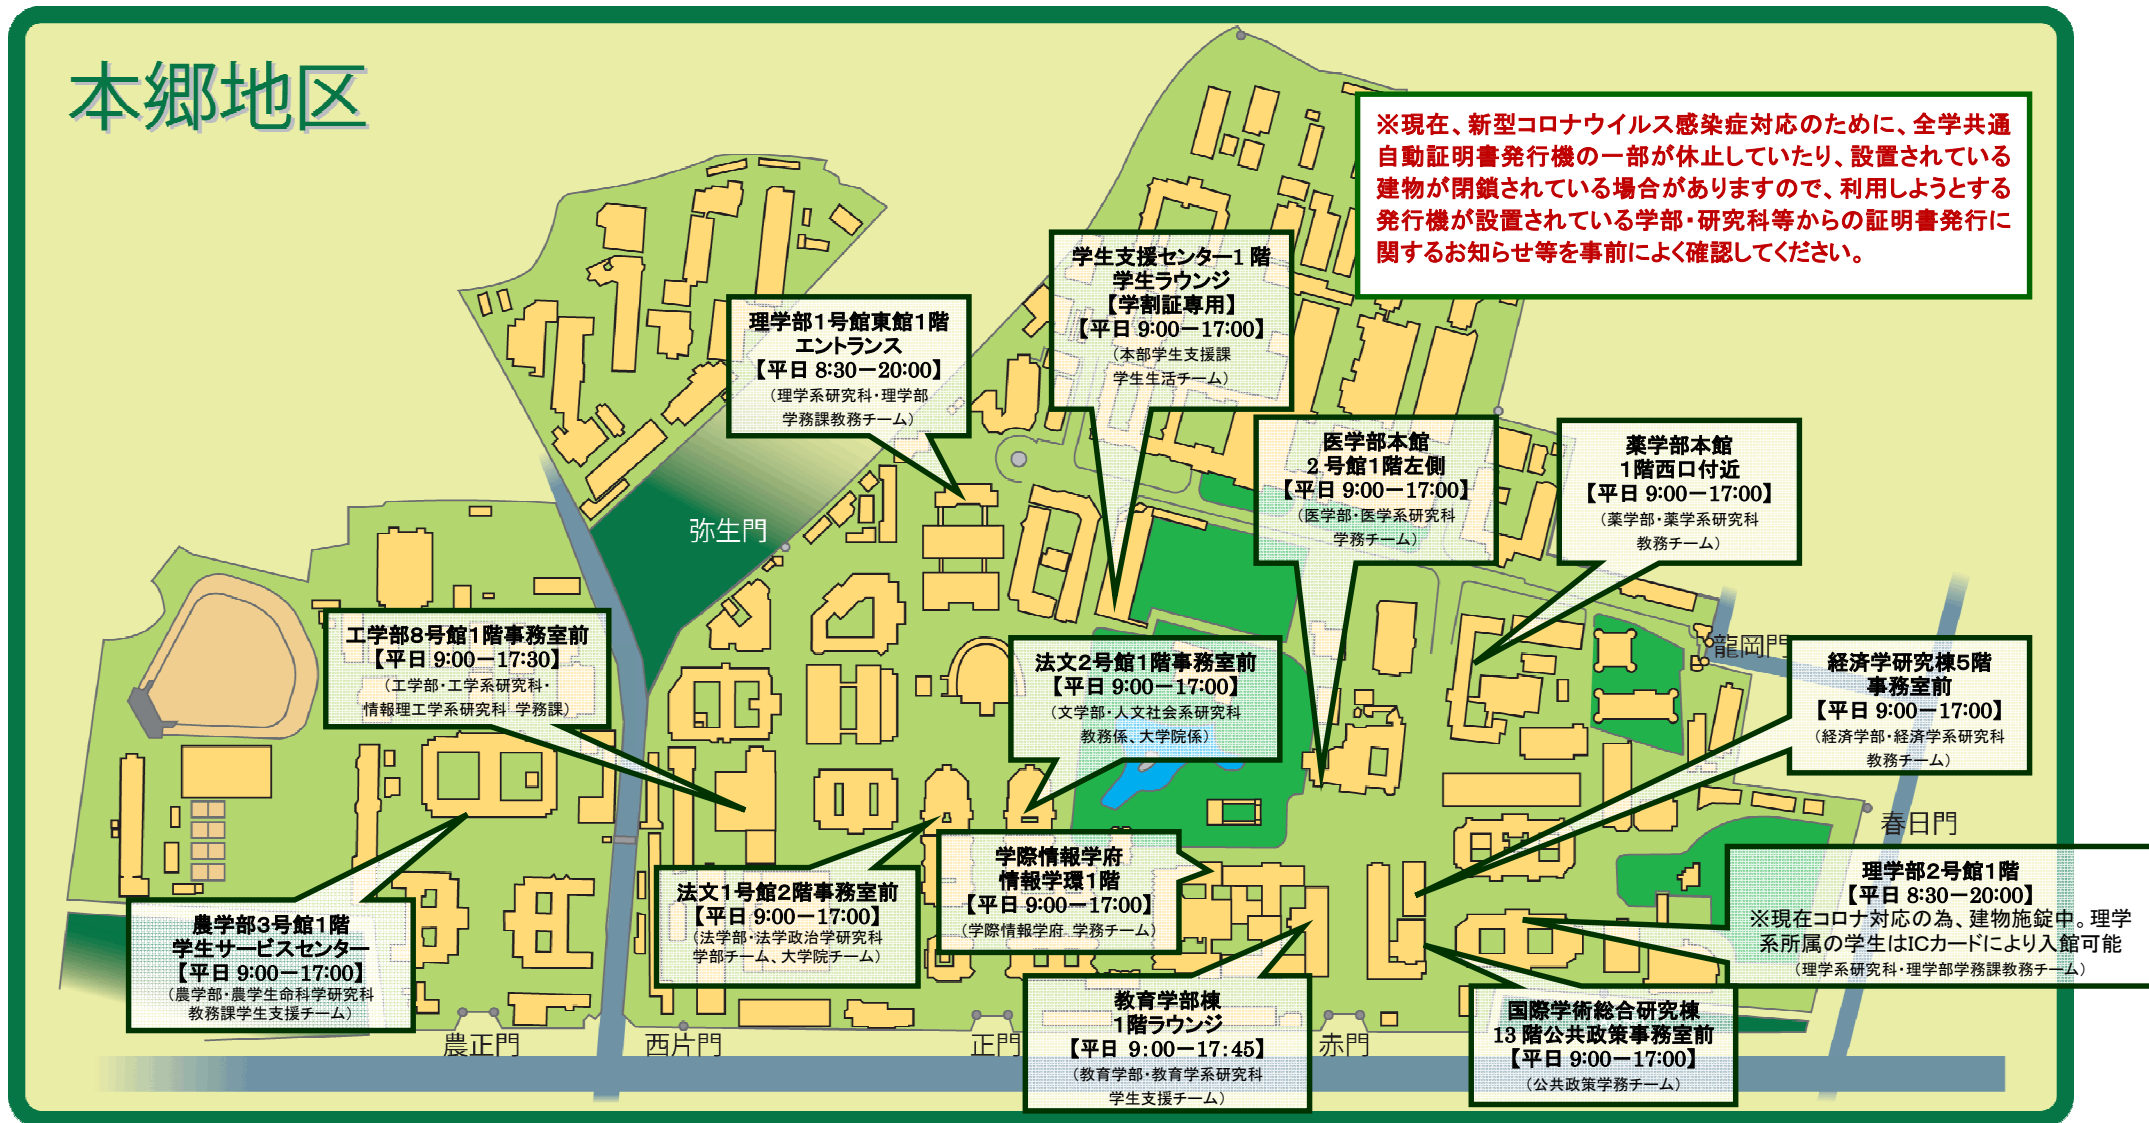 本郷地区
※現在、新型コロナウイルス感染症対応のために、全学共通
自動証明書発行機の一部が休止していたり、設置されている
建物が閉鎖されている場合がありますので、利用しようとする
発行機が設置されている学部・研究科等からの証明書発行に
関するお知らせ等を事前によく確認してください。
学生支援センター1 階
学生ラウンジ
【学割証専用】
【平日 9:00－17:00】
（本部学生支援課
学生生活チーム）
理学部1号館東館1階
エントランス
【平日 8:30－20:00】
（理学系研究科・理学部
学務課教務チーム）
医学部本館
2 号館1階左側
【平日 9:00－17:00】
（医学部・医学系研究科
学務チーム）
薬学部本館
1階西口付近
【平日 9:00－17:00】
（薬学部・薬学系研究科
教務チーム）
弥生門
工学部8号館1階事務室前
【平日 9:00－17:30】
（工学部・工学系研究科・
情報理工学系研究科 学務課）
法文2号館1階事務室前
【平日 9:00－17:00】
（文学部・人文社会系研究科
教務係、大学院係）
龍岡門
経済学研究棟5階
事務室前
【平日 9:00－17:00】
（経済学部・経済学系研究科
教務チーム）
春日門
学際情報学府
情報学環1階
【平日 9:00－17:00】
（学際情報学府 学務チーム）
理学部2号館1階
【平日 8:30－20:00】
※現在コロナ対応の為、建物施錠中。理学
系所属の学生はICカードにより入館可能
（理学系研究科・理学部学務課教務チーム）
法文1号館2階事務室前
【平日 9:00－17:00】
（法学部・法学政治学研究科
学部チーム、大学院チーム）
農学部3号館1階
学生サービスセンター
【平日 9:00－17:00】
（農学部・農学生命科学研究科
教務課学生支援チーム）
教育学部棟
1階ラウンジ
【平日 9:00－17:45】
（教育学部・教育学系研究科
学生支援チーム）
国際学術総合研究棟
13 階公共政策事務室前
【平日 9:00－17:00】
（公共政策学務チーム）
農正門
西片門
正門
赤門